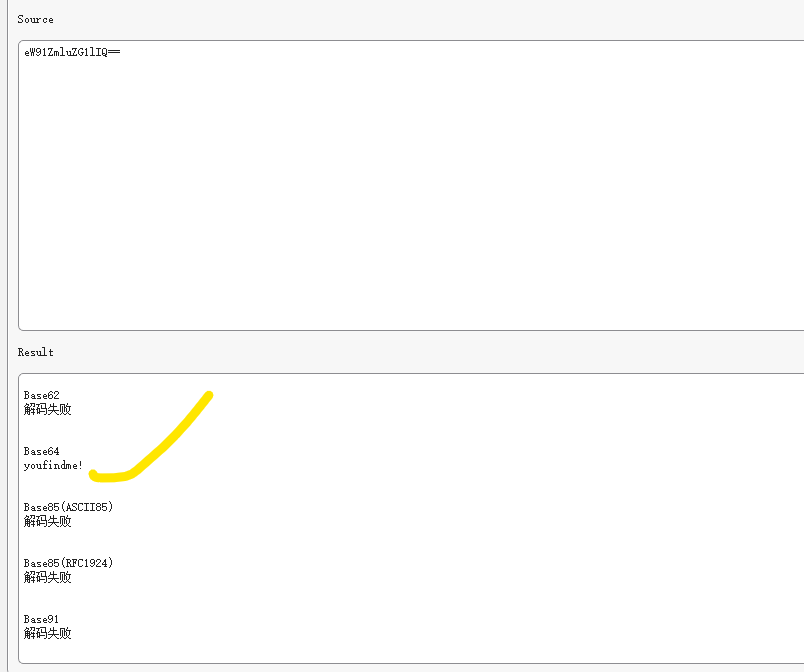 Source
eW91ZmluZG1lIQ==
Result
Base62
解码失败
Base64
youfindme!
Base85(ASCII85)
解码失败
Base85(RFC1924)
解码失败
Base91
解码失败